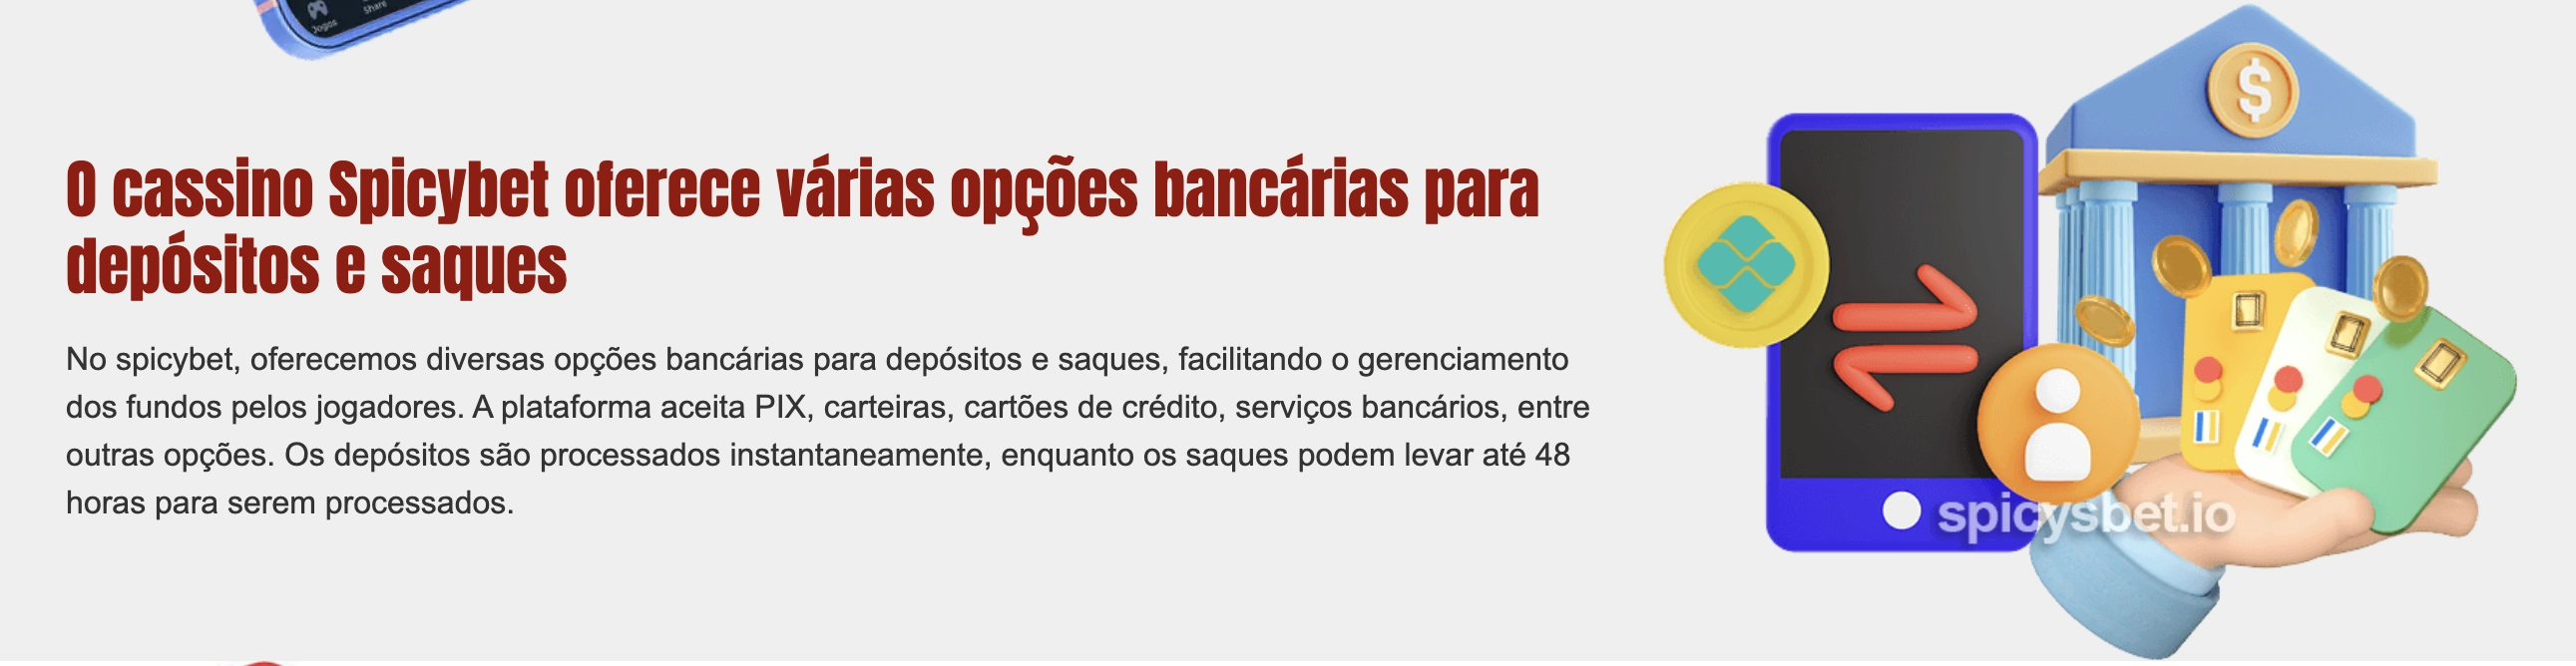 Jogos
Share
O cassino Spicybet oferece várias opções bancárias para
depósitos e saques
No spicybet, oferecemos diversas opções bancárias para depósitos e saques, facilitando o gerenciamento
dos fundos pelos jogadores. A plataforma aceita PIX, carteiras, cartões de crédito, serviços bancários, entre
outras opções. Os depósitos são processados instantaneamente, enquanto os saques podem levar até 48
horas para serem processados.
$
spicysbet.io